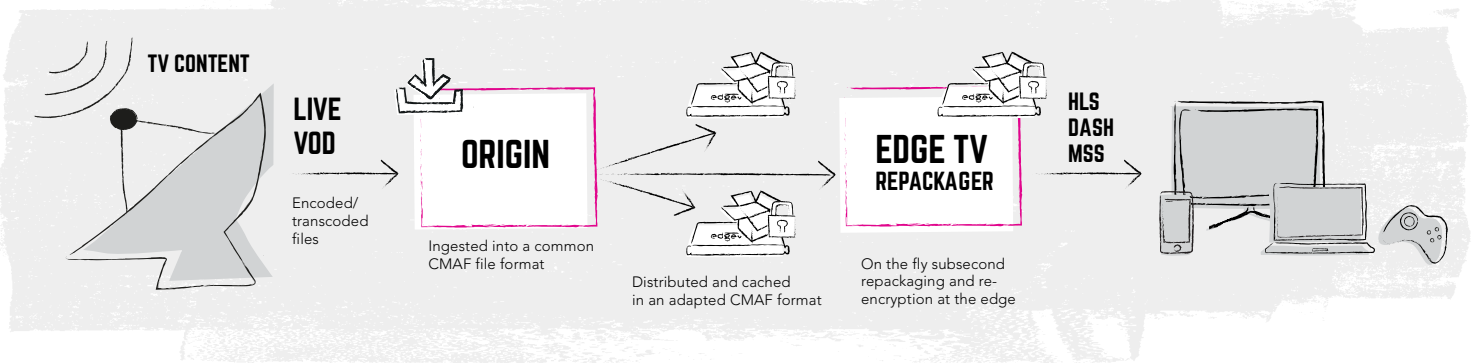 TV CONTENT
LIVE
VOD
Encoded/
transcoded
files
ORIGIN
Ingested into a common
CMAF file format
Distributed and cached
in an adapted CMAF format
EDGE TV
REPACKAGER
On the fly subsecond
repackaging and re-
encryption at the edge
HLS
DASH
MSS